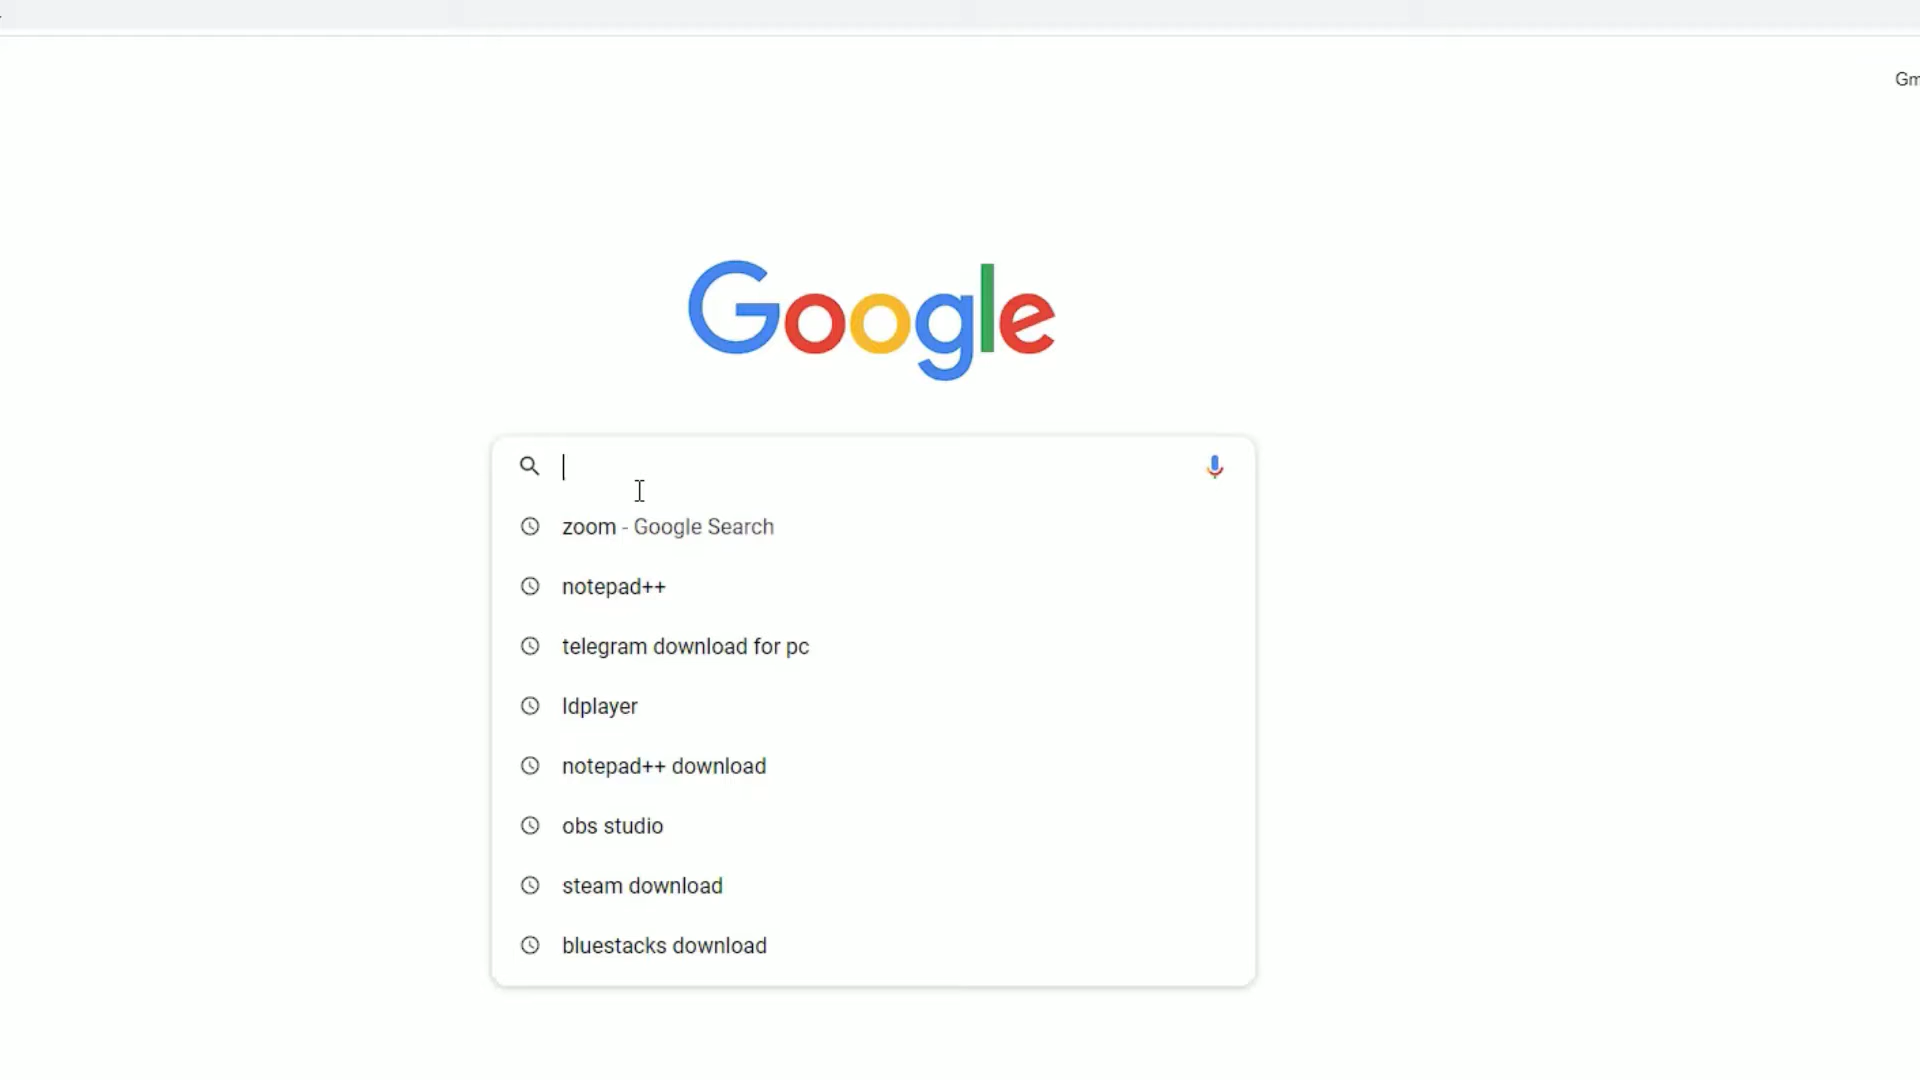 Gm
Google
zoom - Google Search
notepad++
telegram download for pc
ldplayer
notepad++ download
obs studio
steam download
bluestacks download